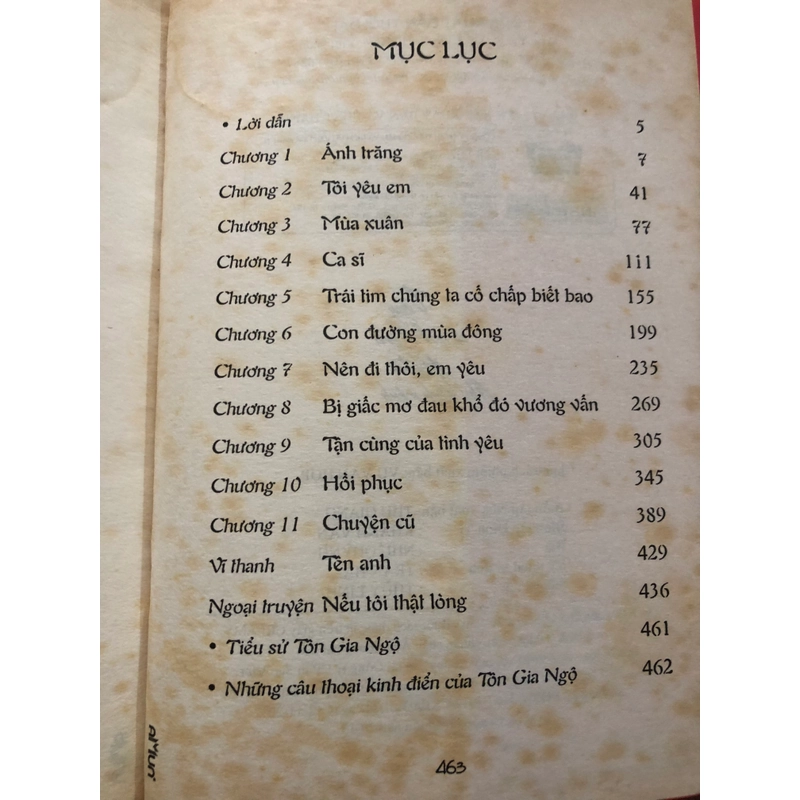 MỤC LỤC
• Lời dẫn 5
Chương 1 Ánh trăng 7
Chương 2 Tôi yêu em 41
Chương 3 Mùa xuân 77
Chương 4 Ca sĩ 111
Chương 5 Trái tim chúng ta cố chấp biết bao 155
Chương 6 Con đường mùa đông 199
Chương 7 Nên đi thôi, em yêu 235
Chương 8 Bị giấc mơ đau khổ đó vương vấn 269
Chương 9 Tận cùng của tình yêu 305
Chương 10 Hồi phục 345
Chương 11 Chuyện cũ 389
Vĩ thanh Tên anh 429
Ngoại truyện Nếu tôi thật lòng 436
• Tiểu sử Tôn Gia Ngộ 461
• Những câu thoại kinh điển của Tôn Gia Ngộ 462
463